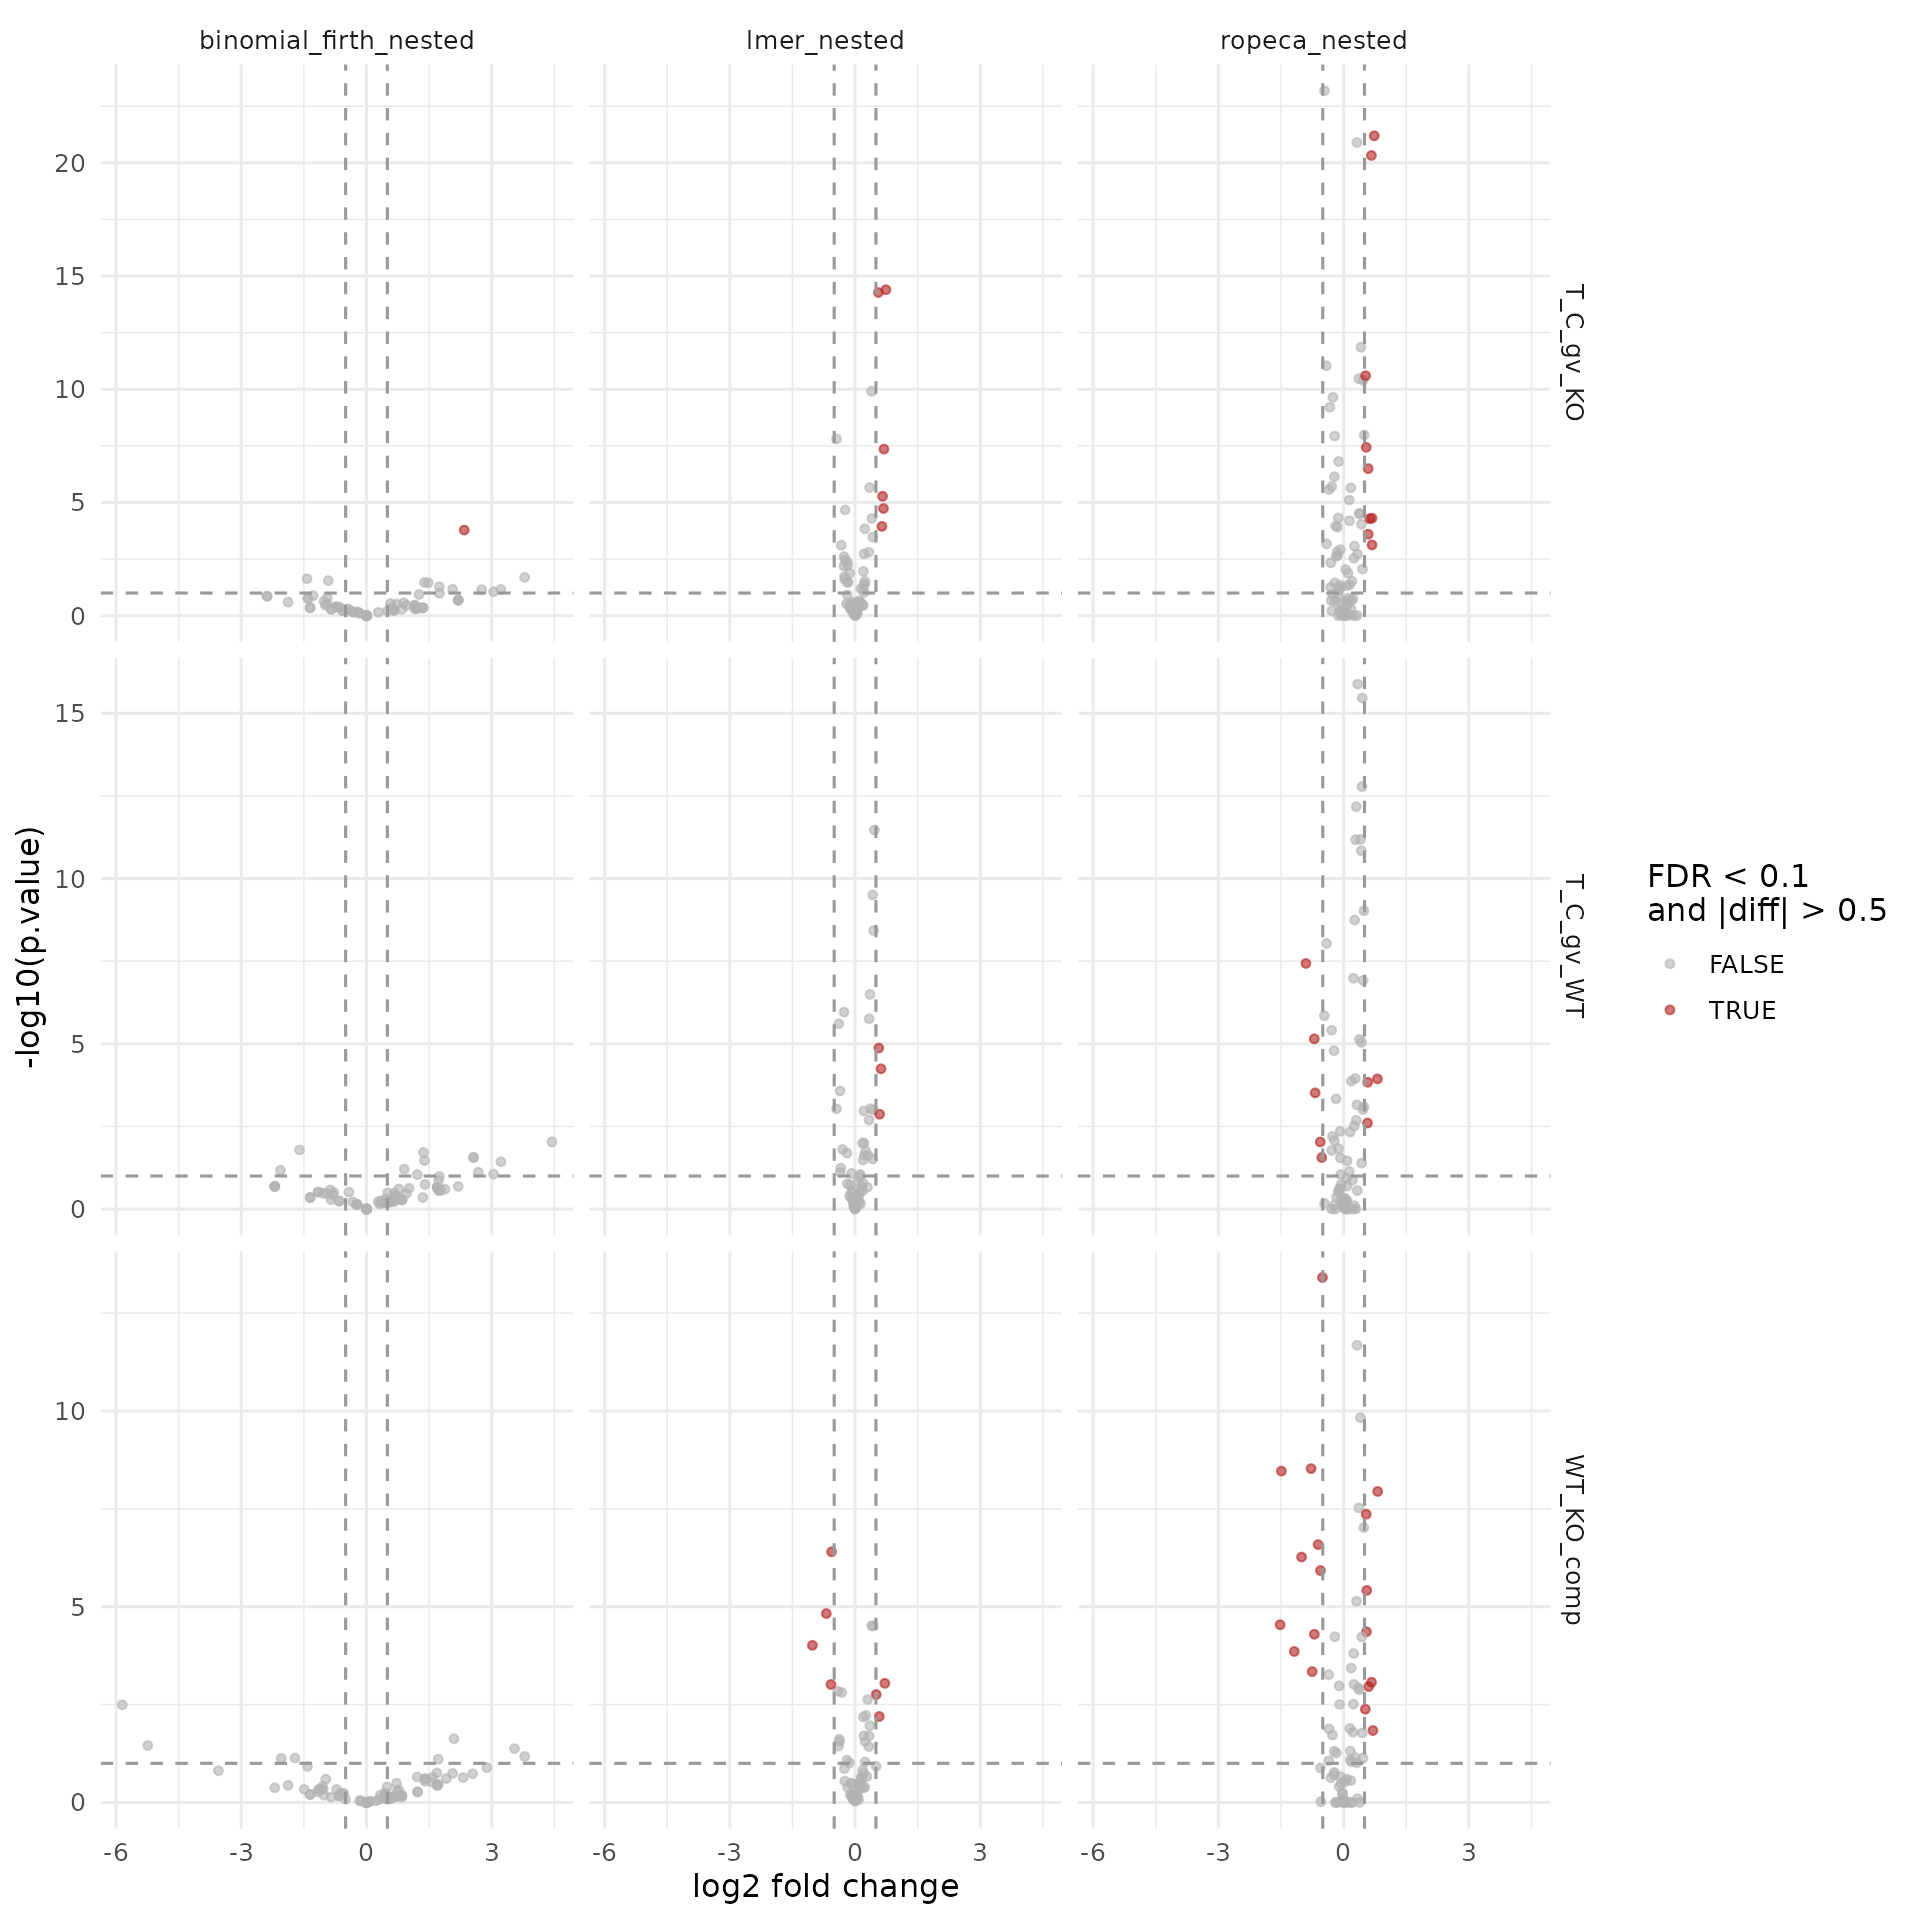 binomial_firth_nested
lmer_nested
ropeca_nested
20
15
10
5
0
T_C_gv_KO
15
10
5
0
T_C_gv_WT
10
5
0
WT_KO_comp
-6 -3 0 3
-6 -3 0 3
-6 -3 0 3
log2 fold change
-log10(p.value)
FDR < 0.1
and |diff| > 0.5
FALSE
TRUE